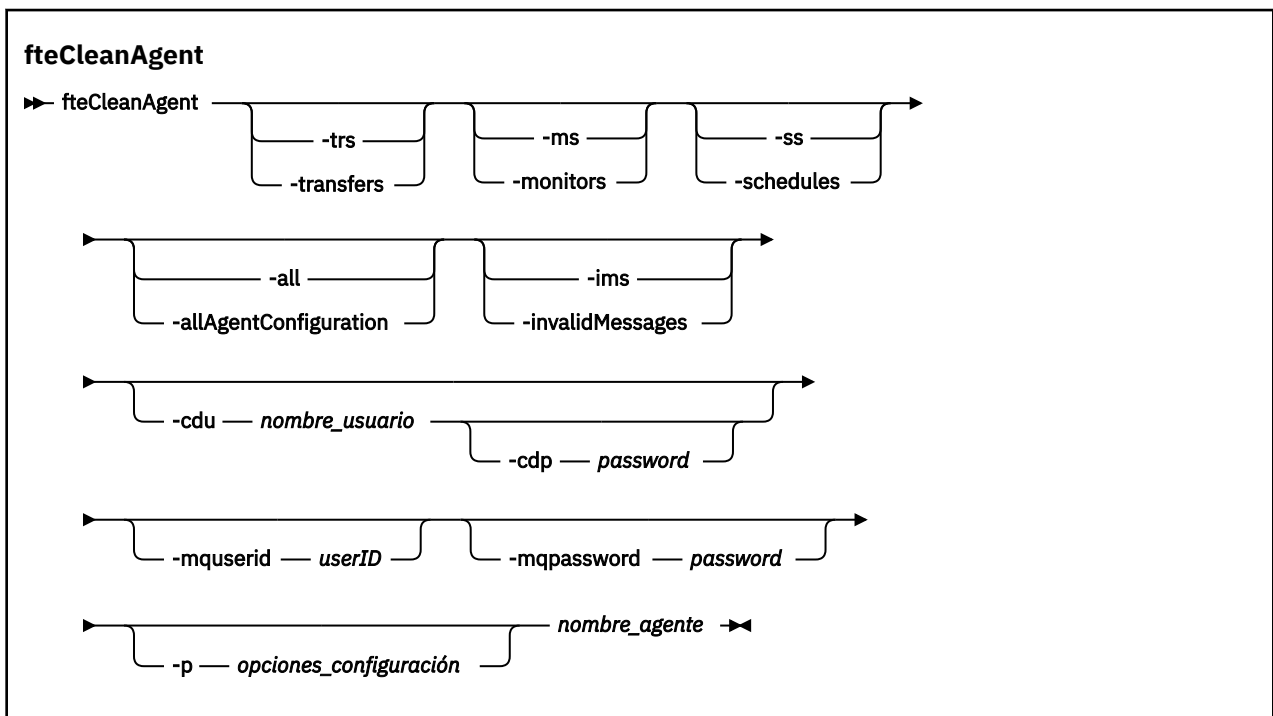 fteCleanAgent
fteCleanAgent
-trs -ms -ss
-transfers -monitors -schedules
-all -ims
-allAgentConfiguration -invalidMessages
-cdu nombre_usuario
-cdp password
-mquserid userID -mqpassword password
nombre_agente
-p opciones_configuración